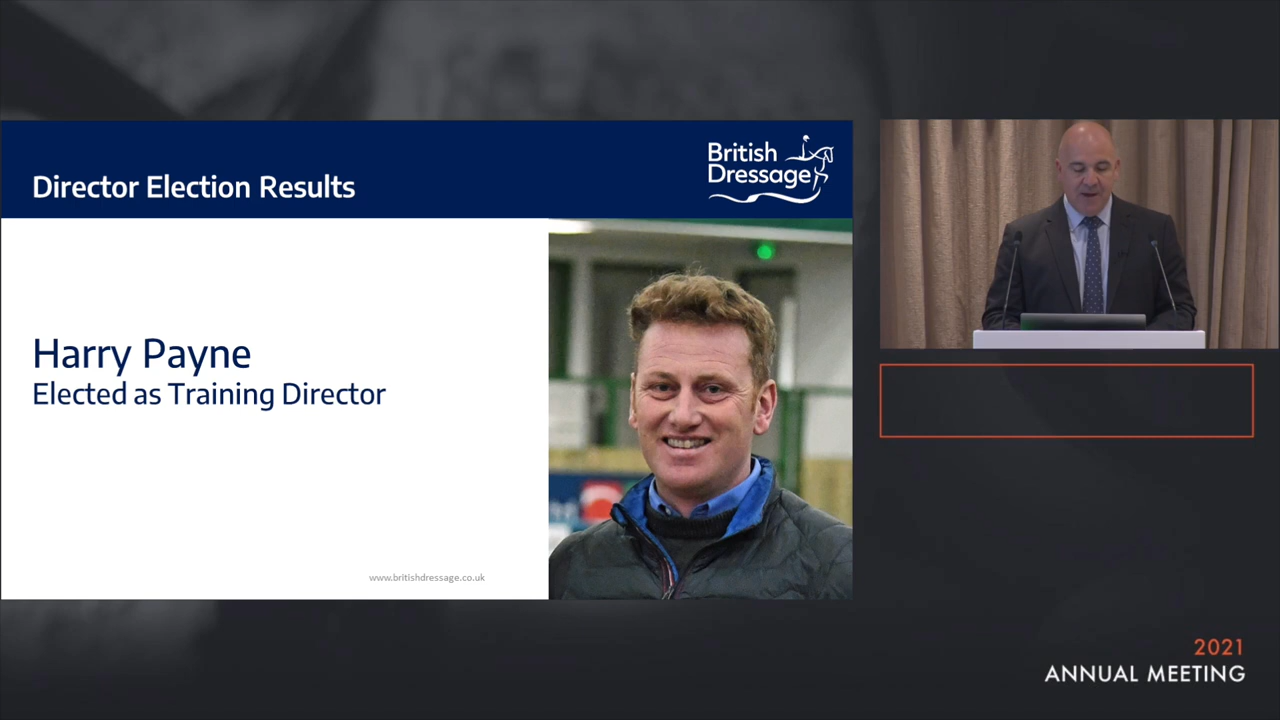 Director Election Results
British
Dressage
Harry Payne
Elected as Training Director
www.britishdressage.co.uk
2021
ANNUAL MEETING